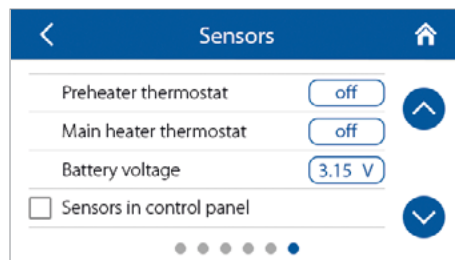 Sensors
Preheater thermostat off
Main heater thermostat off
Battery voltage 3.15 V
Sensors in control panel